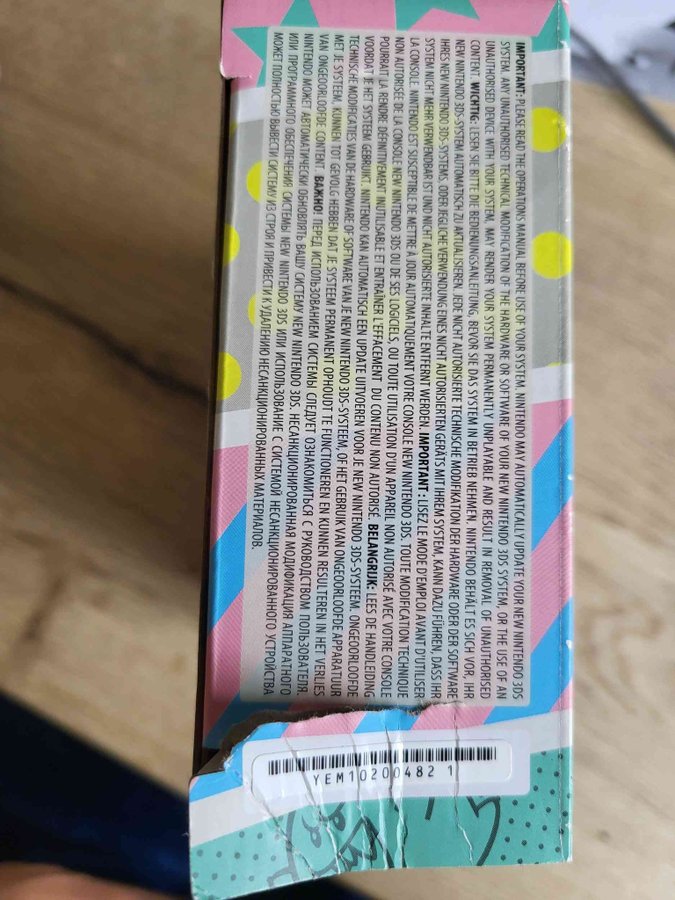 IMPORTANT: PLEASE READ THE OPERATIONS MANUAL BEFORE USE OF YOUR SYSTEM. NINTENDO MAY AUTOMATICALLY UPDATE YOUR NEW NINTENDO 3DS
SYSTEM. ANY UNAUTHORISED TECHNICAL MODIFICATION OF THE HARDWARE OR SOFTWARE OF YOUR NEW NINTENDO 3DS SYSTEM, OR THE USE OF AN
UNAUTHORISED DEVICE WITH YOUR SYSTEM, MAY RENDER YOUR SYSTEM PERMANENTLY UNPLAYABLE AND RESULT IN REMOVAL OF UNAUTHORISED
CONTENT. WICHTIG: LESEN SIE BITTE DIE BEDIENUNGSANLEITUNG, BEVOR SIE DAS SYSTEM IN BETRIEB NEHMEN. NINTENDO BEHÄLT ES SICH VOR, IHR
NEW NINTENDO 3DS-SYSTEM AUTOMATISCH ZU AKTUALISIEREN. JEDE NICHT AUTORISIERTE TECHNISCHE MODIFIKATION DER HARDWARE ODER DER SOFTWARE
IHRES NEW NINTENDO 3DS-SYSTEMS, ODER JEGLICHE VERWENDUNG EINES NICHT AUTORISIERTEN GERÄTS MIT IHREM SYSTEM, KANN DAZU FÜHREN, DASS IHR
SYSTEM NICHT MEHR VERWENDBAR IST UND NICHT AUTORISIERTE INHALTE ENTFERNT WERDEN. IMPORTANT : LISEZ LE MODE D'EMPLOI AVANT D'UTILISER
LA CONSOLE. NINTENDO EST SUSCEPTIBLE DE METTRE À JOUR AUTOMATIQUEMENT VOTRE CONSOLE NEW NINTENDO 3DS. TOUTE MODIFICATION TECHNIQUE
NON AUTORISÉE DE LA CONSOLE NEW NINTENDO 3DS OU DE SES LOGICIELS, OU TOUTE UTILISATION D'UN APPAREIL NON AUTORISÉ AVEC VOTRE CONSOLE
POURRAIT LA RENDRE DÉFINITIVEMENT INUTILISABLE ET ENTRAÎNER L'EFFACEMENT DU CONTENU NON AUTORISÉ. BELANGRIJK: LEES DE HANDLEIDING
VOORDAT JE HET SYSTEEM GEBRUIKT. NINTENDO KAN AUTOMATISCH EEN UPDATE UITVOEREN VOOR JE NEW NINTENDO 3DS-SYSTEEM. ONGEOORLOOFDE
TECHNISCHE MODIFICATIES VAN DE HARDWARE OF SOFTWARE VAN JE NEW NINTENDO 3DS-SYSTEEM, OF HET GEBRUIK VAN ONGEOORLOOFDE APPARATUUR
MET JE SYSTEEM, KUNNEN TOT GEVOLG HEBBEN DAT JE SYSTEEM PERMANENT OPHOUDT TE FUNCTIONEREN EN KUNNEN RESULTEREN IN HET VERLIES
VAN ONGEOORLOOFDE CONTENT. ВАЖНО! ПЕРЕД ИСПОЛЬЗОВАНИЕМ СИСТЕМЫ СЛЕДУЕТ ОЗНАКОМИТЬСЯ С РУКОВОДСТВОМ ПОЛЬЗОВАТЕЛЯ.
NINTENDO МОЖЕТ АВТОМАТИЧЕСКИ ОБНОВЛЯТЬ ВАШУ СИСТЕМУ NEW NINTENDO 3DS. НЕСАНКЦИОНИРОВАННАЯ МОДИФИКАЦИЯ АППАРАТНОГО
ИЛИ ПРОГРАММНОГО ОБЕСПЕЧЕНИЯ СИСТЕМЫ NEW NINTENDO 3DS ИЛИ ИСПОЛЬЗОВАНИЕ С СИСТЕМОЙ НЕСАНКЦИОНИРОВАННОГО УСТРОЙСТВА
МОЖЕТ ПОЛНОСТЬЮ ВЫВЕСТИ СИСТЕМУ ИЗ СТРОЯ И ПРИВЕСТИ К УДАЛЕНИЮ НЕСАНКЦИОНИРОВАННЫХ МАТЕРИАЛОВ.
YEM10200482 1